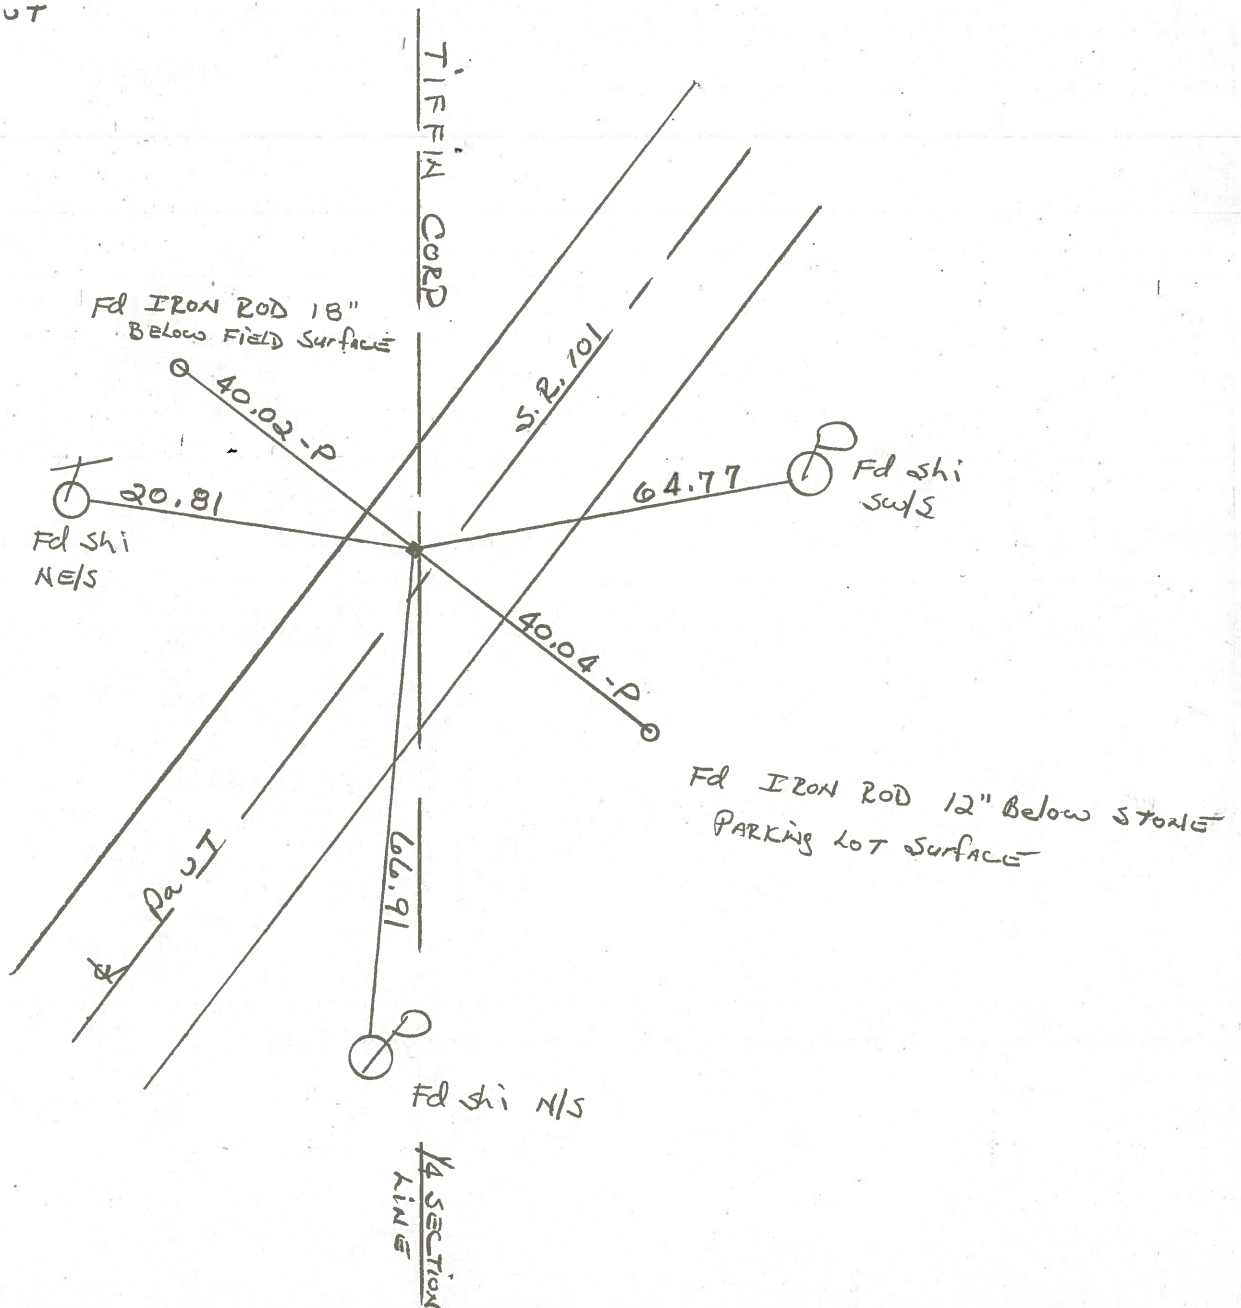 UT
TIFFIN CORP
Fd IRON ROD 18"
BELOW FIELD SurfACE
40.02-P
S.R. 101
20.81
64.77
Fd shi
SW/S
Fd shi
NE/S
40.04-P
Fd IRON ROD 12" Below STONE
PARKing LOT SurfACE
66.91
PavT
Fd shi N/S
1/4 SECTION
LINE